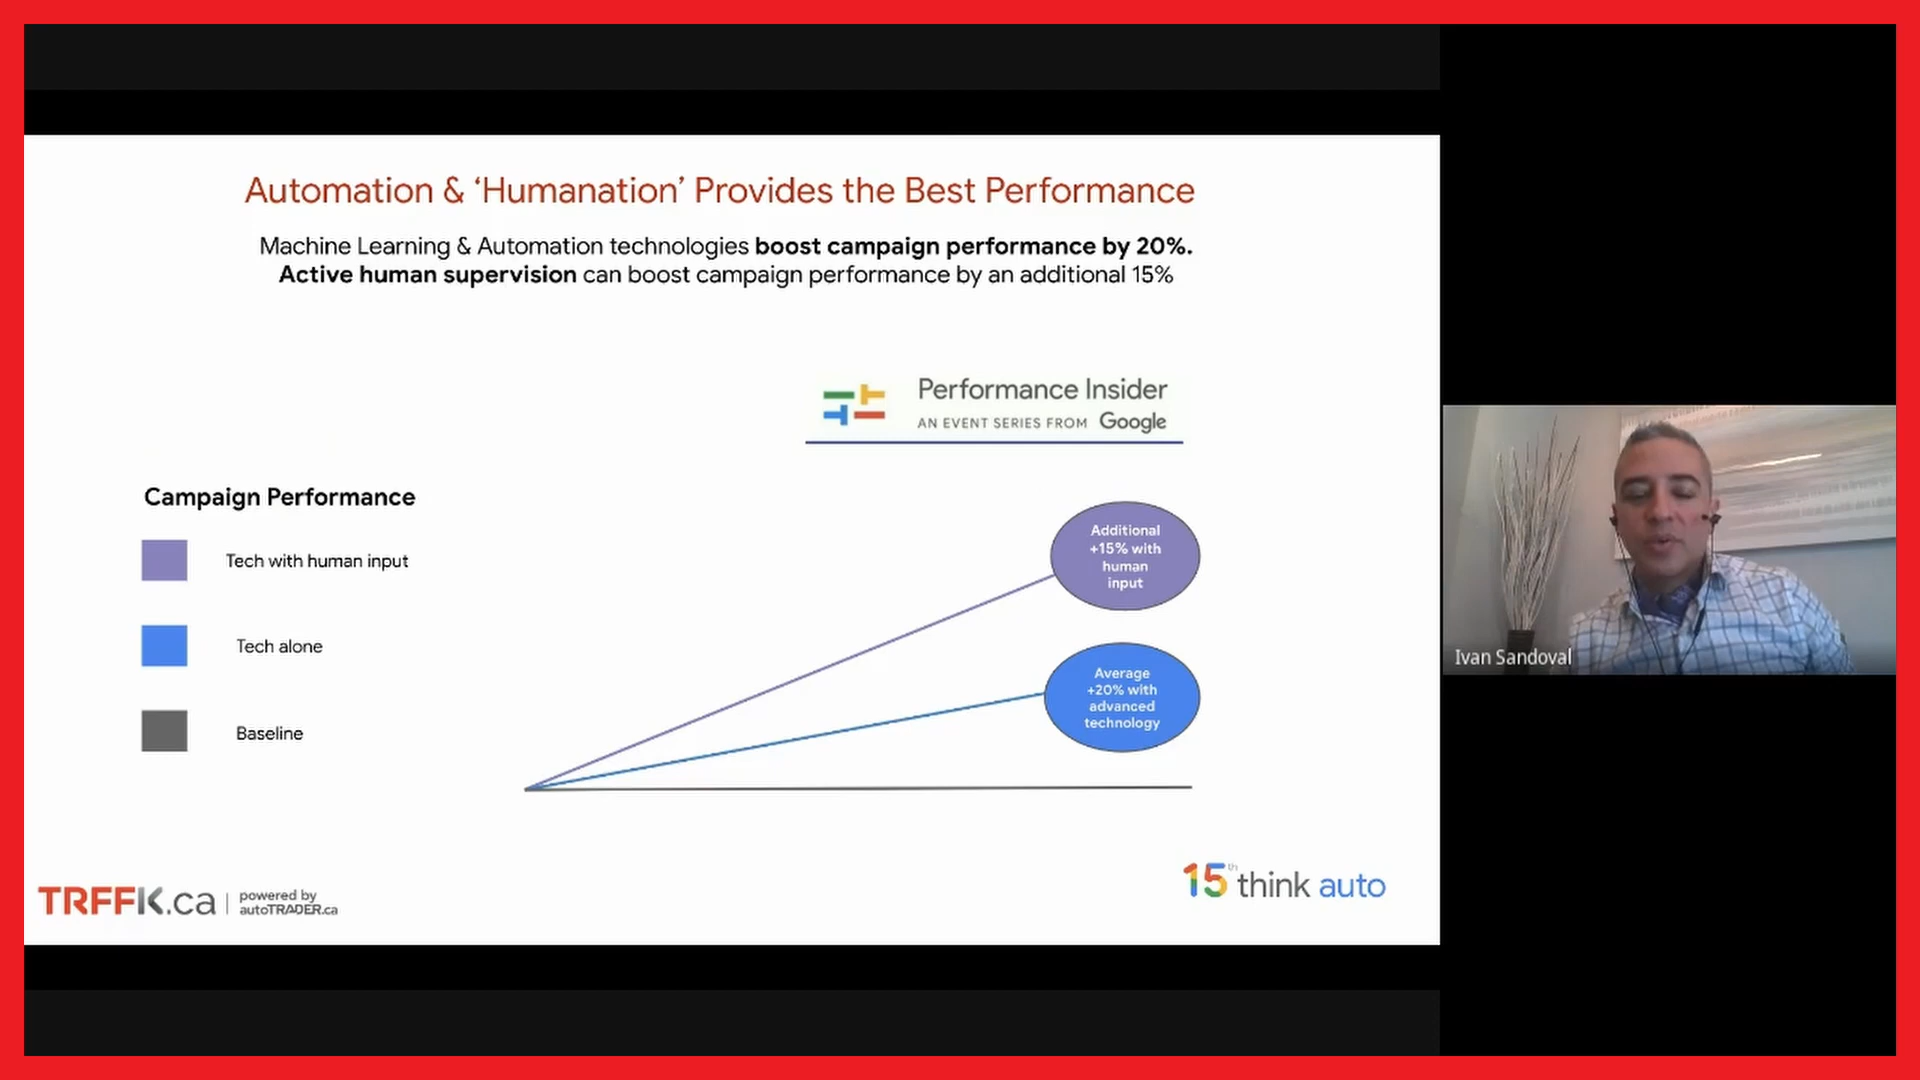 Automation & ‘Humanation’ Provides the Best Performance
Machine Learning & Automation technologies boost campaign performance by 20%.
Active human supervision can boost campaign performance by an additional 15%
Performance Insider
AN EVENT SERIES FROM Google
Campaign Performance
Tech with human input
Tech alone
Baseline
Additional
+15% with
human
input
Average
+20% with
advanced
technology
Ivan Sandoval
TRFFK.ca | powered by
autoTRADER.ca
15th think auto